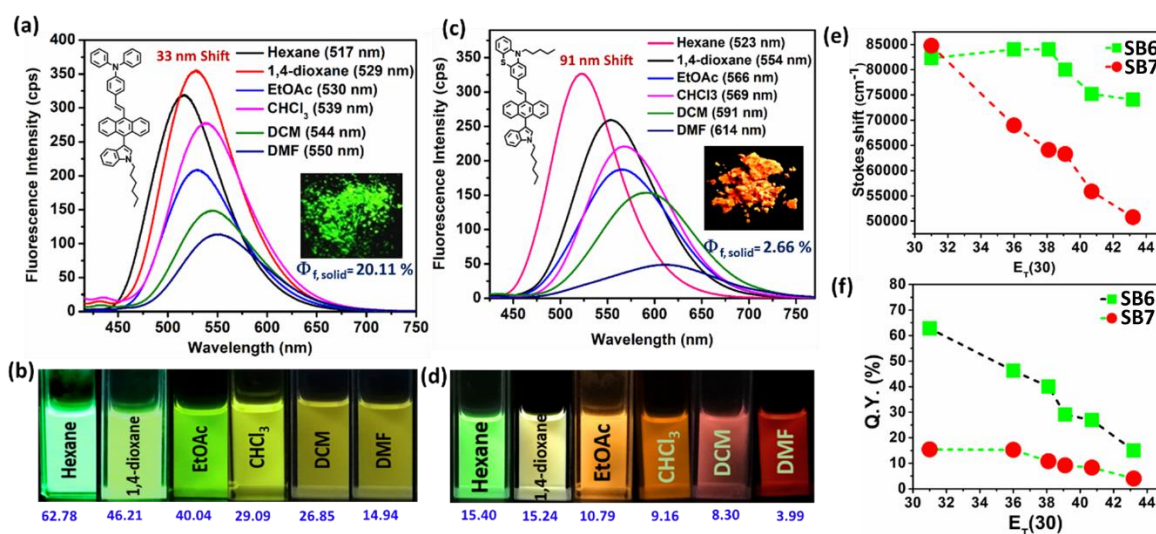 (a)
33 nm Shift
Hexane (517 nm)
1,4-dioxane (529 nm)
EtOAc (530 nm)
CHCl₃ (539 nm)
DCM (544 nm)
DMF (550 nm)
Φf, solid= 20.11 %
Fluorescence Intensity (cps)
400
350
300
250
200
150
100
50
0
450 500 550 600 650 700 750
Wavelength (nm)
N
N
(b)
Hexane
1,4-dioxane
EtOAc
CHCl₃
DCM
DMF
62.78 46.21 40.04 29.09 26.85 14.94
(c)
91 nm Shift
Hexane (523 nm)
1,4-dioxane (554 nm)
EtOAc (566 nm)
CHCl3 (569 nm)
DCM (591 nm)
DMF (614 nm)
Φf, solid= 2.66 %
Fluorescence Intensity (cps)
400
350
300
250
200
150
100
50
0
450 500 550 600 650 700 750
Wavelength (nm)
N
S
N
(d)
Hexane
1,4-dioxane
EtOAc
CHCl₃
DCM
DMF
15.40 15.24 10.79 9.16 8.30 3.99
(e)
SB6
SB7
Stokes shift (cm⁻¹)
85000
80000
75000
70000
65000
60000
55000
50000
30 32 34 36 38 40 42 44
E_T(30)
(f)
SB6
SB7
Q.Y. (%)
80
70
60
50
40
30
20
10
0
30 32 34 36 38 40 42 44
E_T(30)